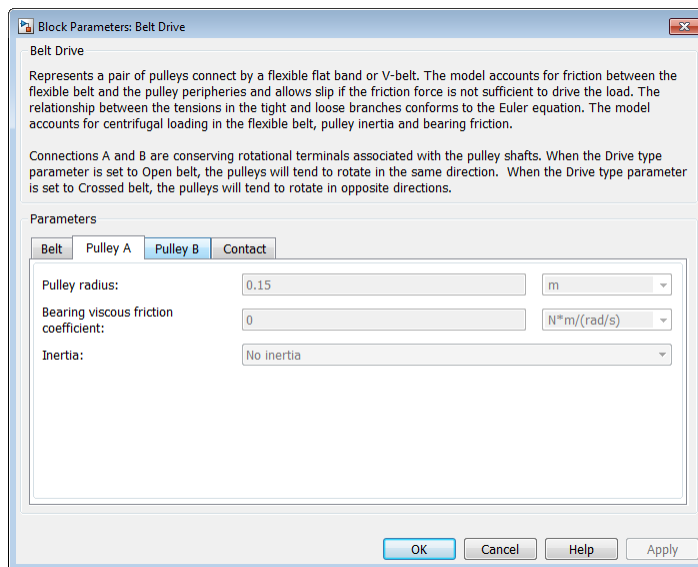 Block Parameters: Belt Drive
Belt Drive
Represents a pair of pulleys connect by a flexible flat band or V-belt. The model accounts for friction between the
flexible belt and the pulley peripheries and allows slip if the friction force is not sufficient to drive the load. The
relationship between the tensions in the tight and loose branches conforms to the Euler equation. The model
accounts for centrifugal loading in the flexible belt, pulley inertia and bearing friction.
Connections A and B are conserving rotational terminals associated with the pulley shafts. When the Drive type
parameter is set to Open belt, the pulleys will tend to rotate in the same direction.  When the Drive type parameter
is set to Crossed belt, the pulleys will tend to rotate in opposite directions.
Parameters
Belt Pulley A Pulley B Contact
Pulley radius: 0.15 m
Bearing viscous friction
coefficient: 0 N*m/(rad/s)
Inertia: No inertia
OK Cancel Help Apply